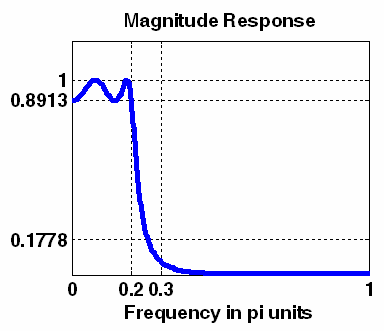 Magnitude Response
1
0.8913
0.1778
0 0.2 0.3 1
Frequency in pi units